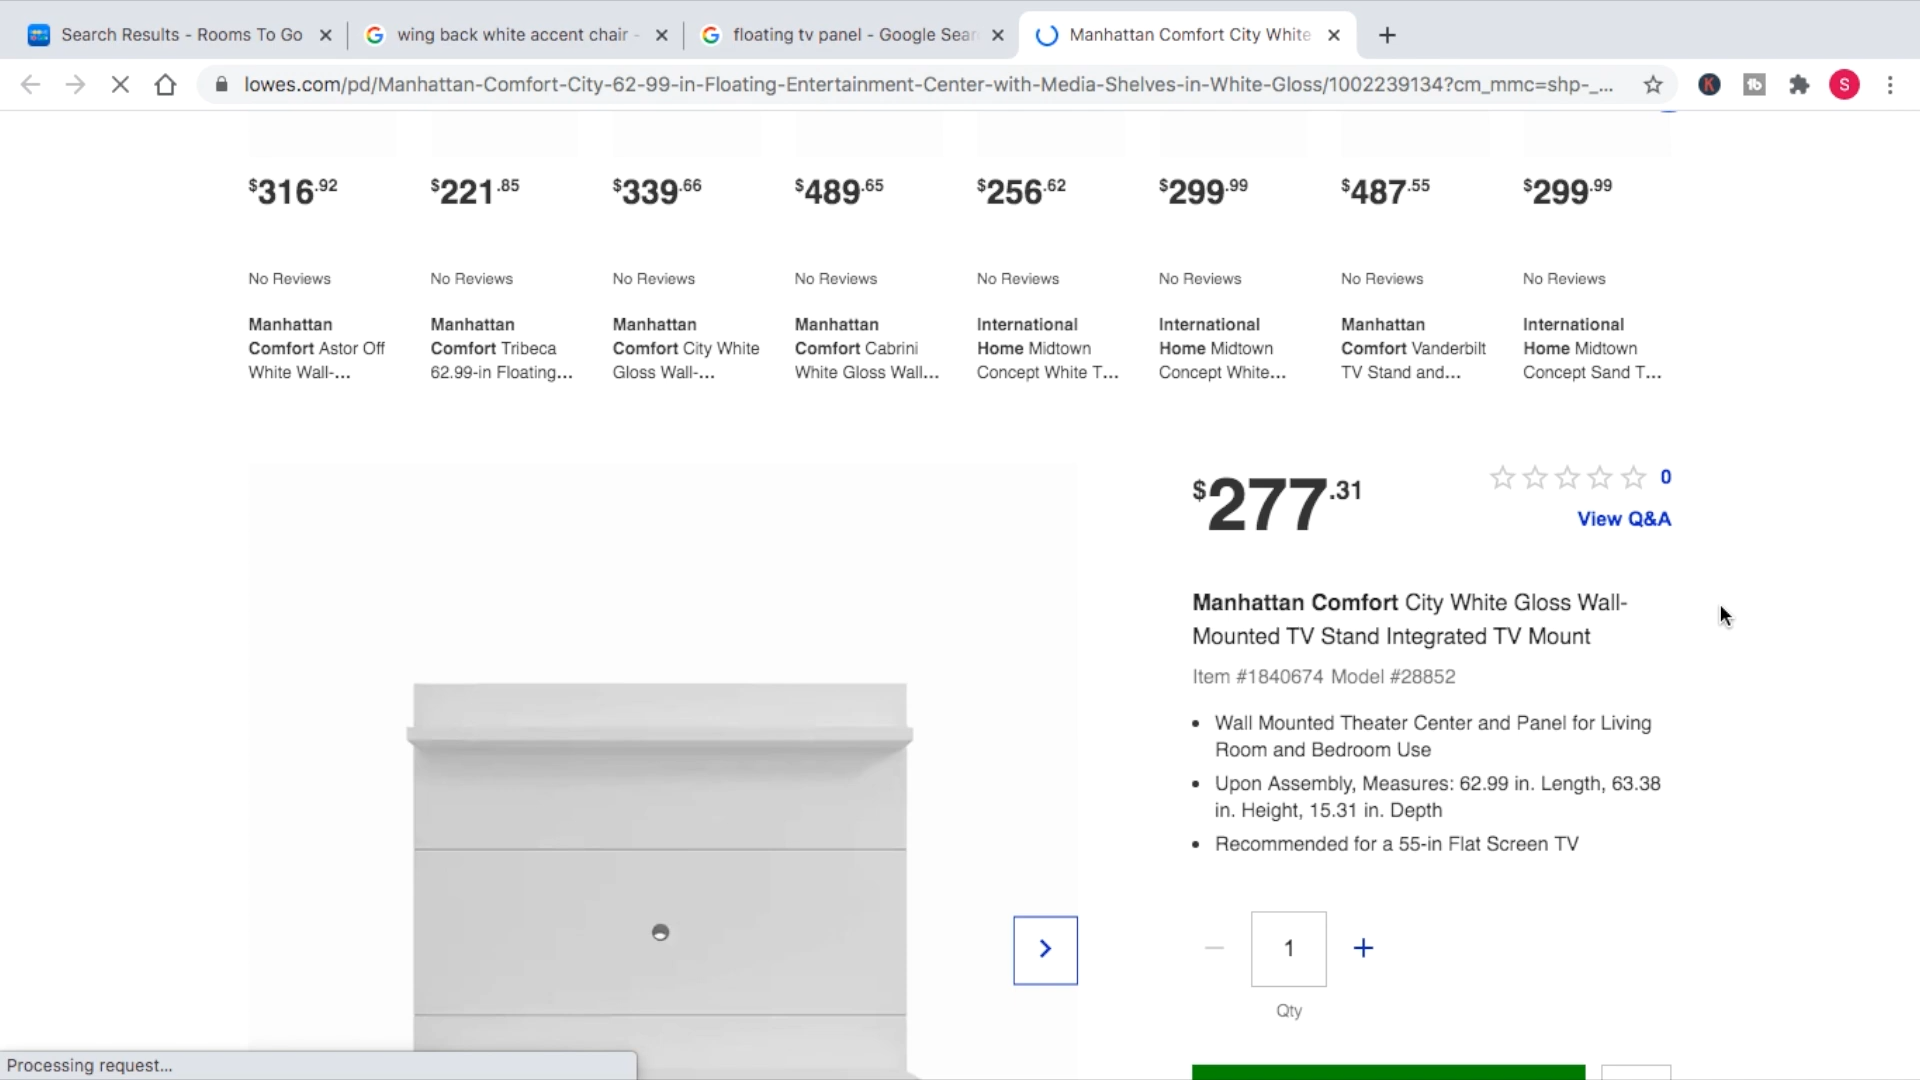 Search Results - Rooms To Go
wing back white accent chair -
floating tv panel - Google Sear
Manhattan Comfort City White
lowes.com/pd/Manhattan-Comfort-City-62-99-in-Floating-Entertainment-Center-with-Media-Shelves-in-White-Gloss/1002239134?cm_mmc=shp-_...
K
tb
S
$316.92
$221.85
$339.66
$489.65
$256.62
$299.99
$487.55
$299.99
No Reviews
No Reviews
No Reviews
No Reviews
No Reviews
No Reviews
No Reviews
No Reviews
Manhattan
Comfort Astor Off
White Wall-...
Manhattan
Comfort Tribeca
62.99-in Floating...
Manhattan
Comfort City White
Gloss Wall-...
Manhattan
Comfort Cabrini
White Gloss Wall...
International
Home Midtown
Concept White T...
International
Home Midtown
Concept White...
Manhattan
Comfort Vanderbilt
TV Stand and...
International
Home Midtown
Concept Sand T...
$277.31
0
View Q&A
Manhattan Comfort City White Gloss Wall-
Mounted TV Stand Integrated TV Mount
Item #1840674 Model #28852
• Wall Mounted Theater Center and Panel for Living
Room and Bedroom Use
• Upon Assembly, Measures: 62.99 in. Length, 63.38
in. Height, 15.31 in. Depth
• Recommended for a 55-in Flat Screen TV
1
Qty
Processing request...